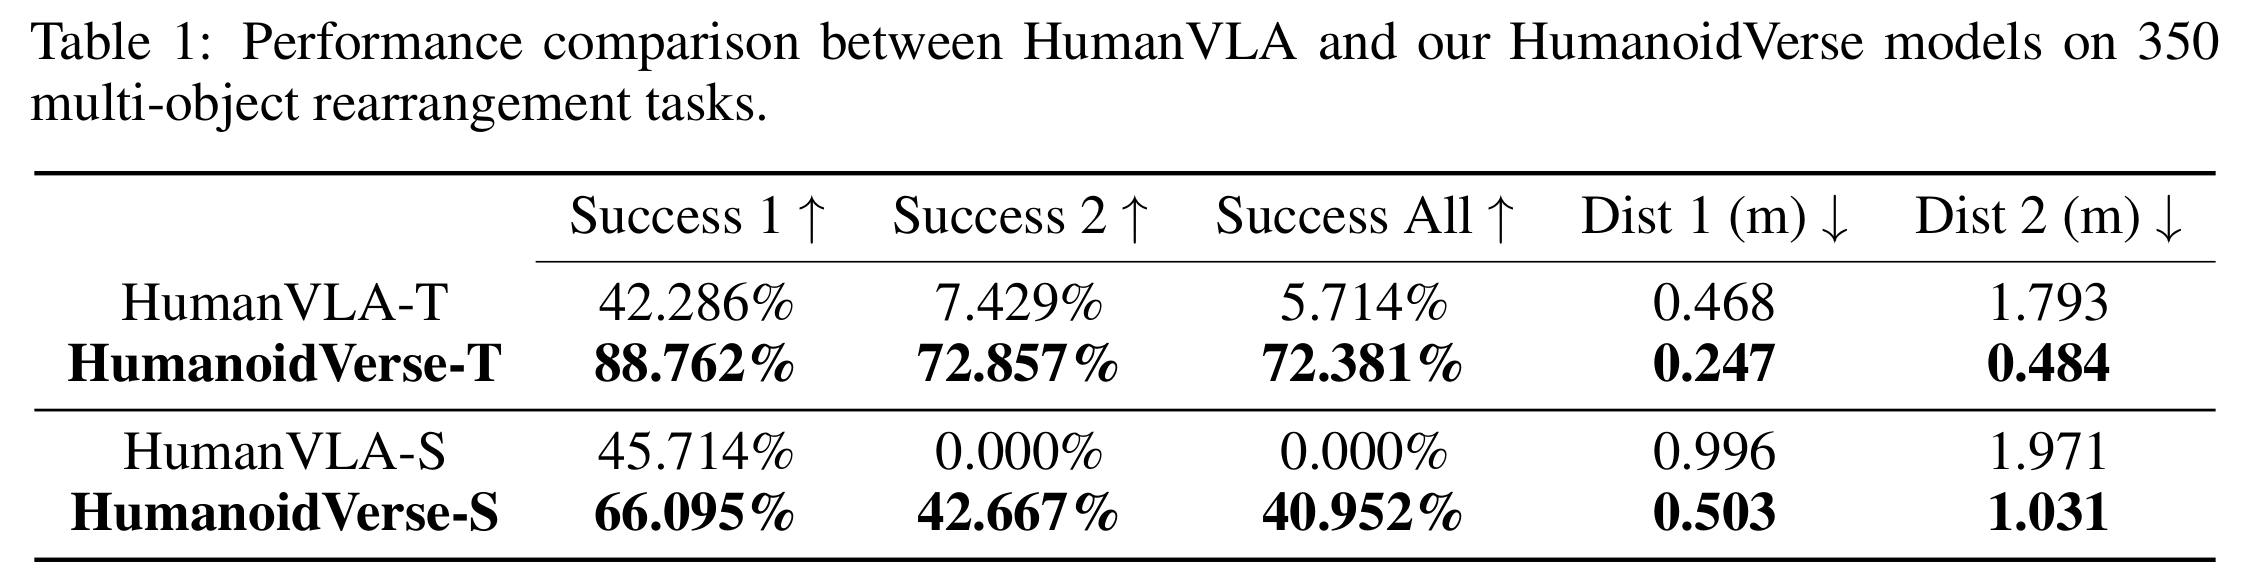 Table 1: Performance comparison between HumanVLA and our HumanoidVerse models on 350
multi-object rearrangement tasks.
Success 1 ↑ Success 2 ↑ Success All ↑ Dist 1 (m) ↓ Dist 2 (m) ↓
HumanVLA-T 42.286% 7.429% 5.714% 0.468 1.793
HumanoidVerse-T 88.762% 72.857% 72.381% 0.247 0.484
HumanVLA-S 45.714% 0.000% 0.000% 0.996 1.971
HumanoidVerse-S 66.095% 42.667% 40.952% 0.503 1.031